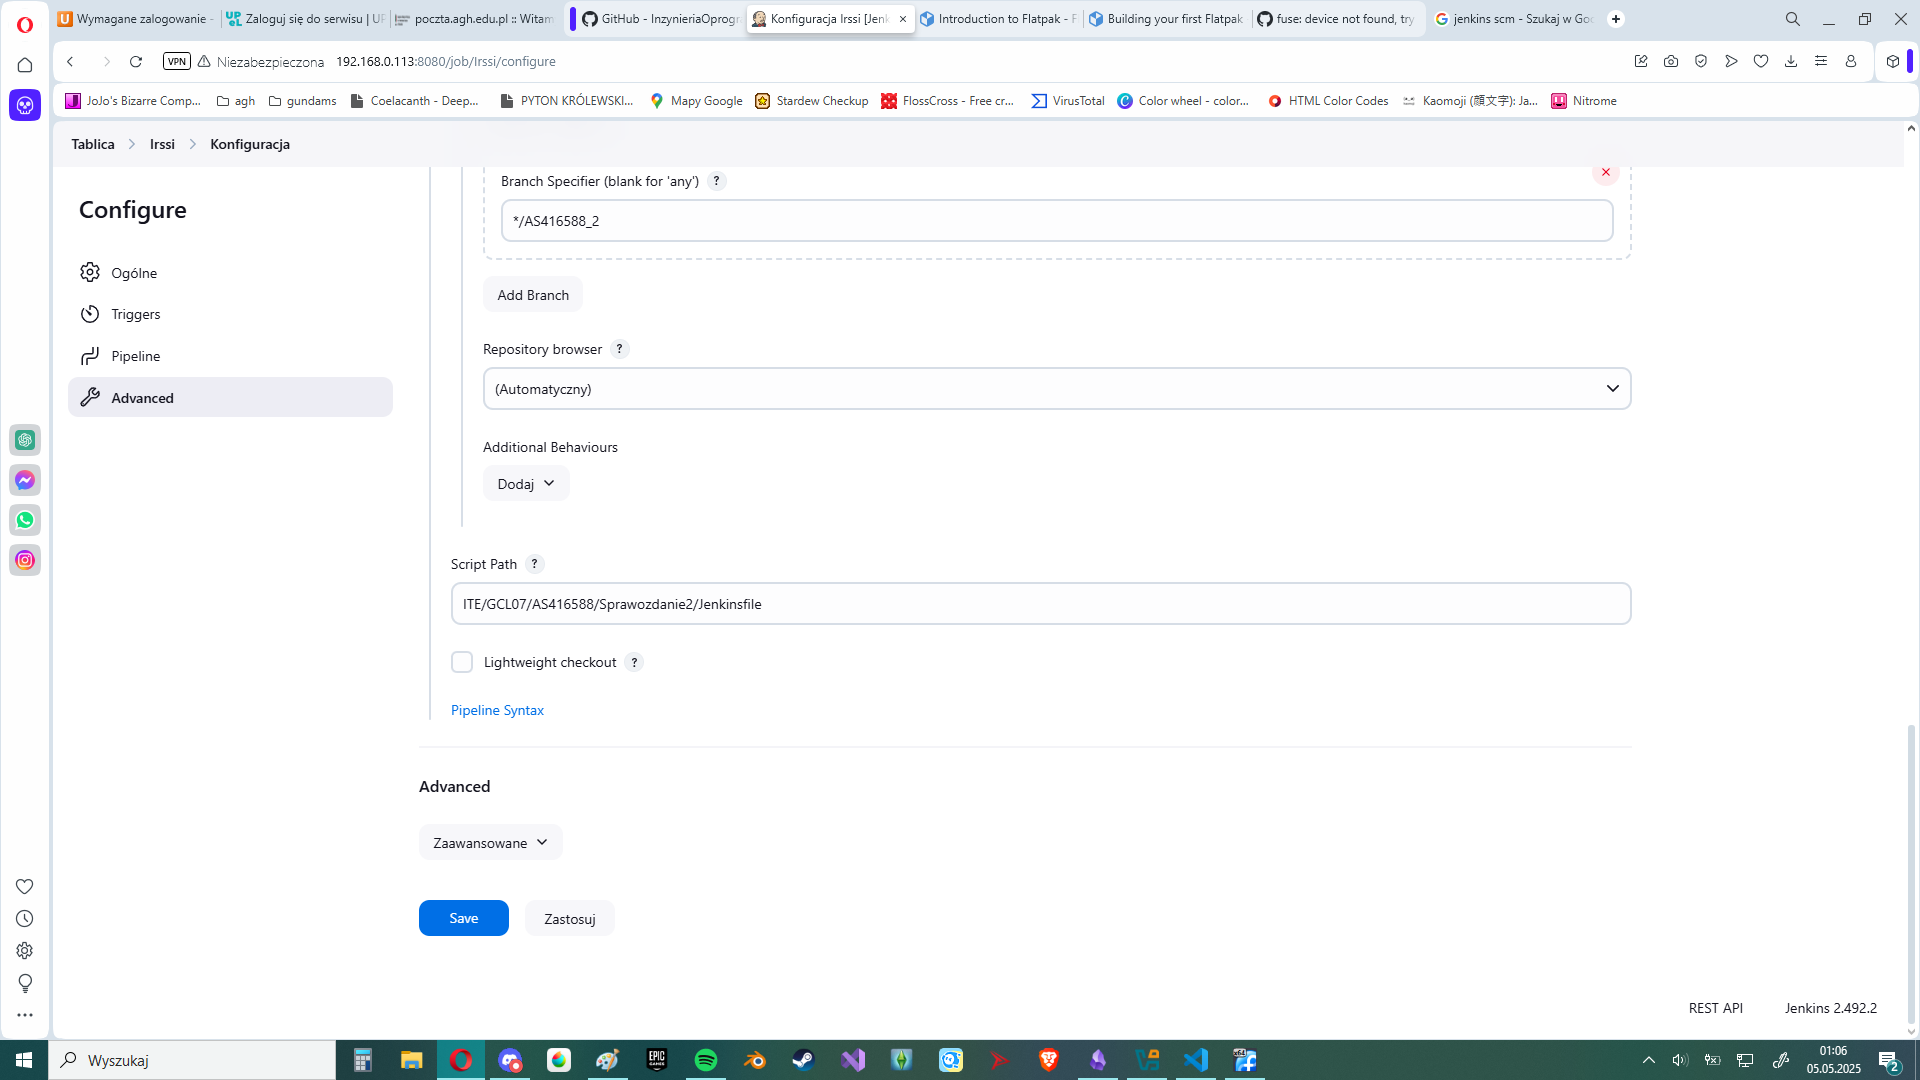 Wymagane zalogowanie -
Zaloguj się do serwisu | UP
poczta.agh.edu.pl :: Witam
GitHub - InzynieriaOprogra
Konfiguracja Irssi [Jenk
Introduction to Flatpak - F
Building your first Flatpak
fuse: device not found, try
jenkins scm - Szukaj w Goo
VPN
Niezabezpieczona
192.168.0.113:8080/job/Irssi/configure
JoJo's Bizarre Comp...
agh
gundams
Coelacanth - Deep...
PYTON KRÓLEWSKI...
Mapy Google
Stardew Checkup
FlossCross - Free cr...
VirusTotal
Color wheel - color...
HTML Color Codes
Kaomoji (顔文字): Ja...
Nitrome
Tablica
Irssi
Konfiguracja
Configure
Ogólne
Triggers
Pipeline
Advanced
Branch Specifier (blank for 'any') ?
*/AS416588_2
Add Branch
Repository browser ?
(Automatyczny)
Additional Behaviours
Dodaj
Script Path ?
ITE/GCL07/AS416588/Sprawozdanie2/Jenkinsfile
Lightweight checkout ?
Pipeline Syntax
Advanced
Zaawansowane
Save
Zastosuj
REST API
Jenkins 2.492.2
Wyszukaj
EPIC GAMES
x64
01:06
05.05.2025
2